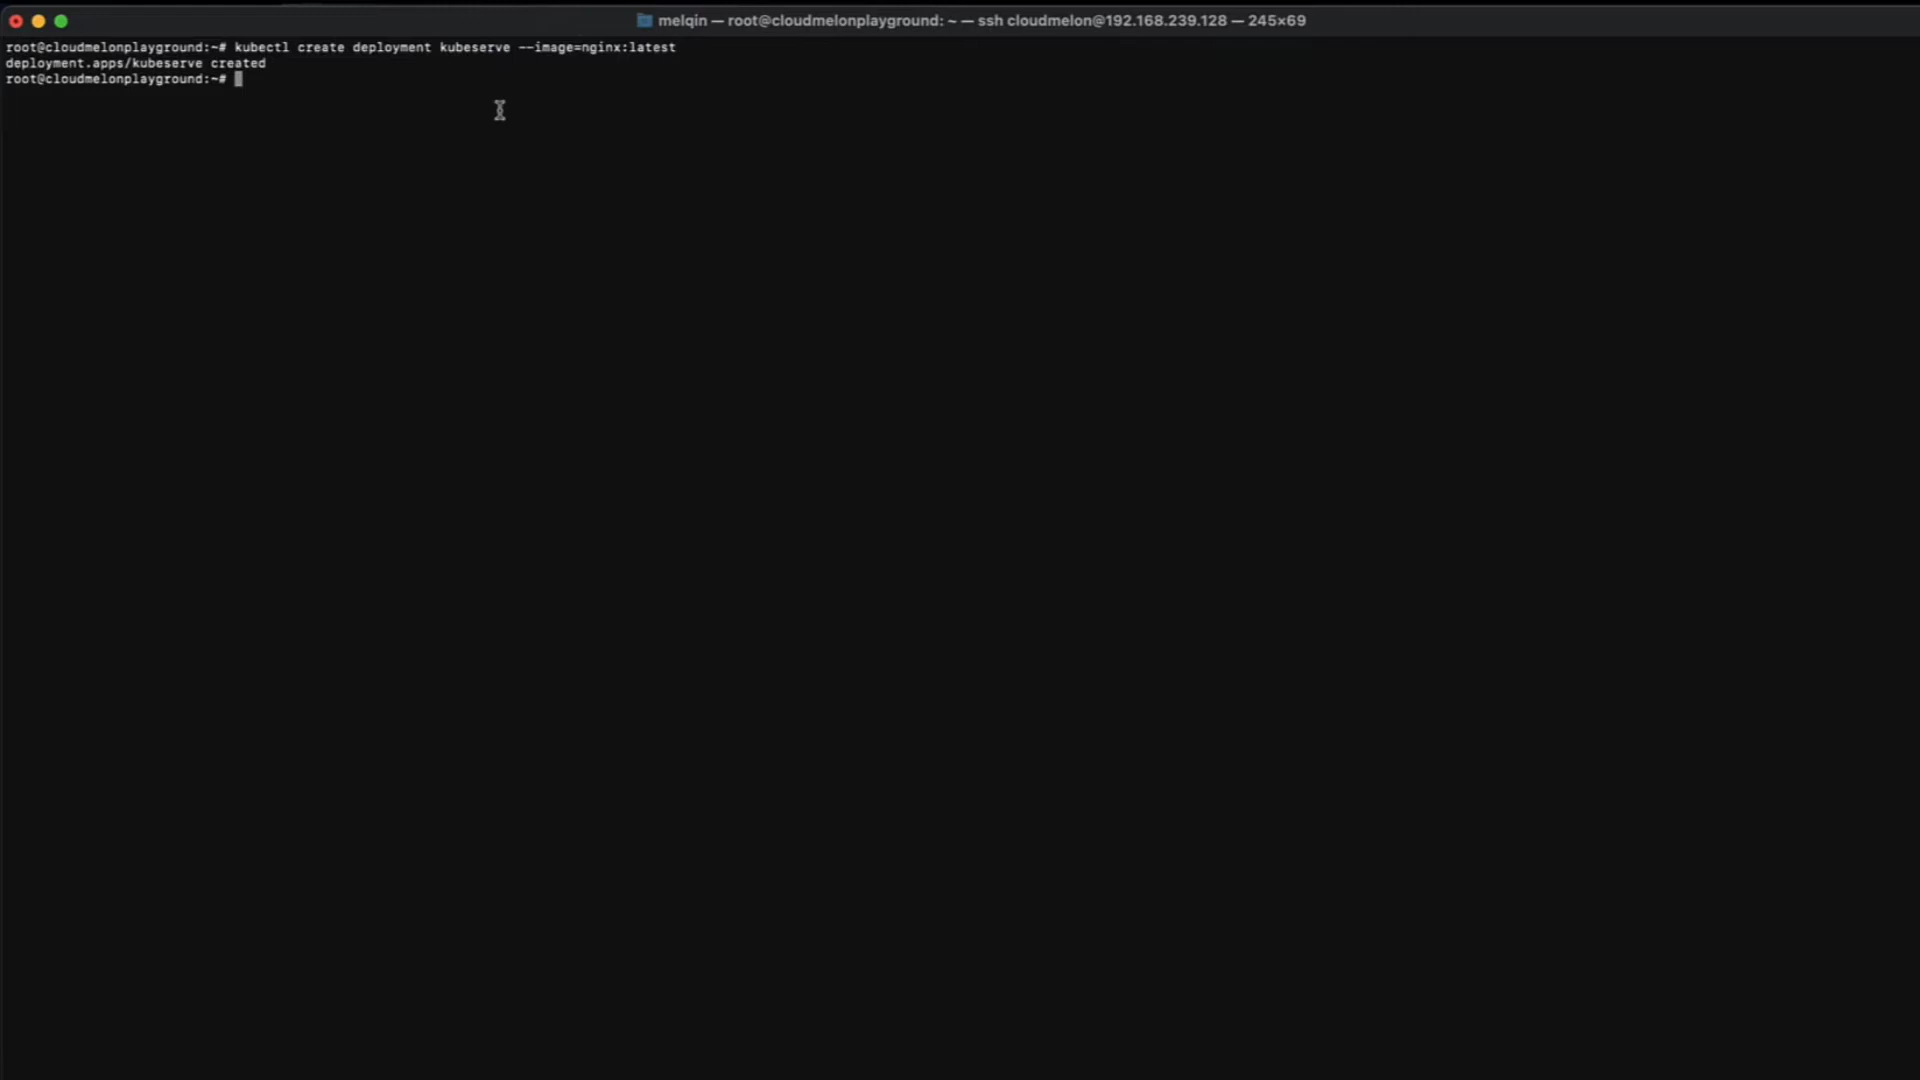 melqin — root@cloudmelonplayground: ~ — ssh cloudmelon@192.168.239.128 — 245×69
root@cloudmelonplayground:~# kubectl create deployment kubeserve --image=nginx:latest
deployment.apps/kubeserve created
root@cloudmelonplayground:~#